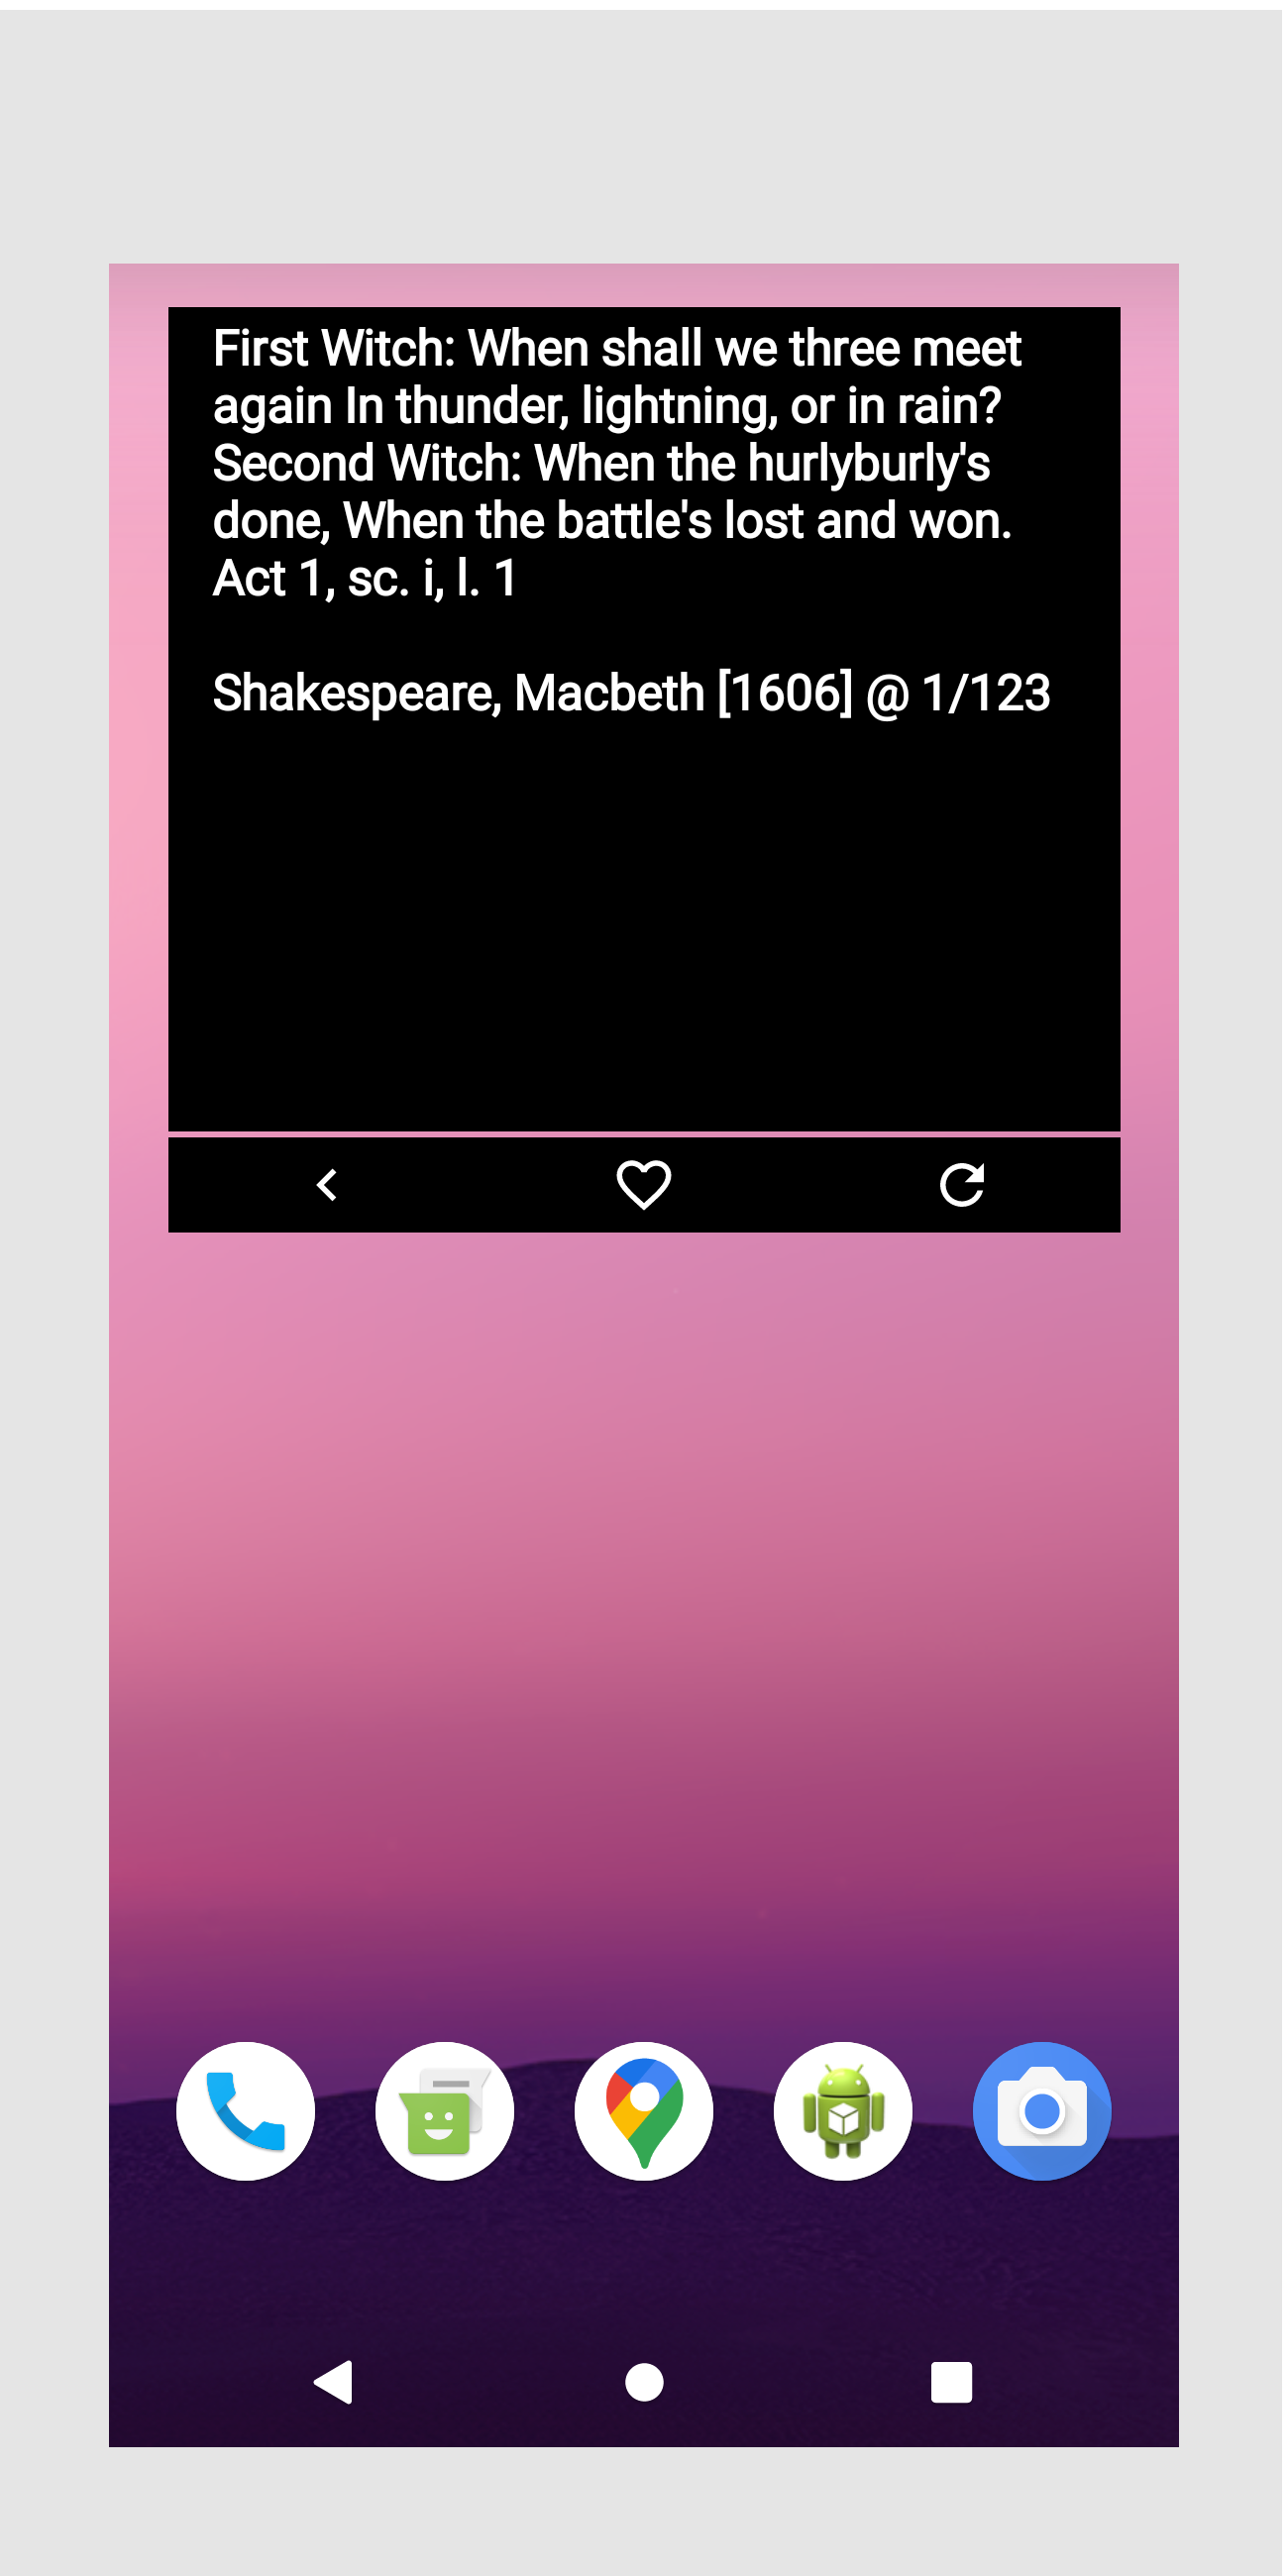 First Witch: When shall we three meet
again In thunder, lightning, or in rain?
Second Witch: When the hurlyburly's
done, When the battle's lost and won.
Act 1, sc. i, l. 1
Shakespeare, Macbeth [1606] @ 1/123